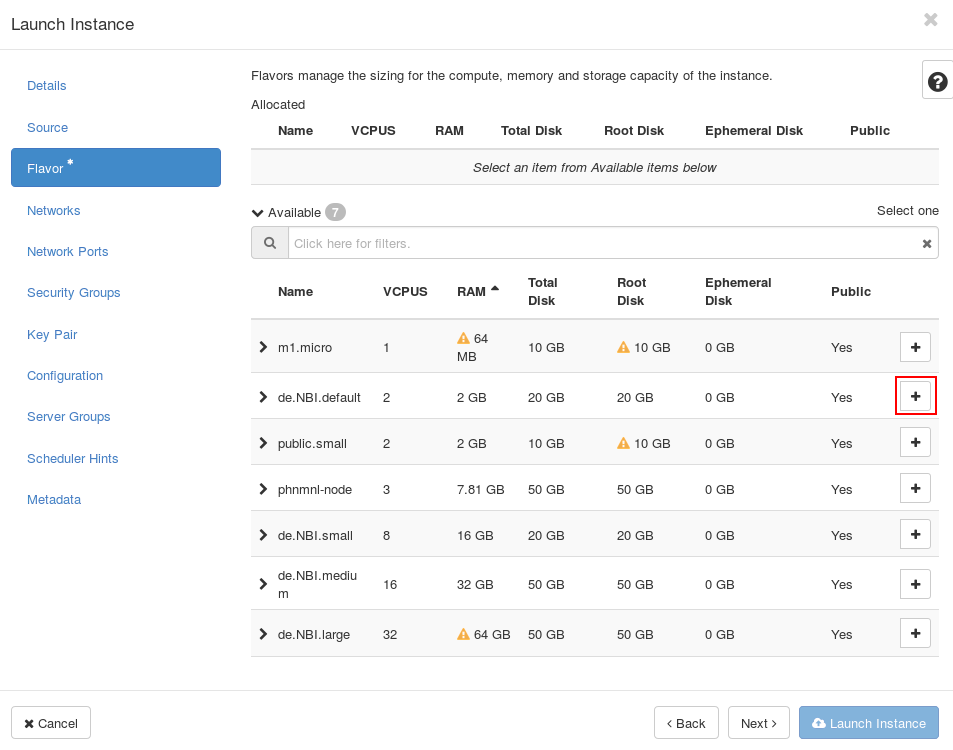 Launch Instance
Details
Source
Flavor *
Networks
Network Ports
Security Groups
Key Pair
Configuration
Server Groups
Scheduler Hints
Metadata
Flavors manage the sizing for the compute, memory and storage capacity of the instance.
Allocated
Name VCPUS RAM Total Disk Root Disk Ephemeral Disk Public
Select an item from Available items below
Available 7 Select one
Click here for filters.
Name VCPUS RAM Total Disk Root Disk Ephemeral Disk Public
m1.micro 1 64 MB 10 GB 10 GB 0 GB Yes
de.NBI.default 2 2 GB 20 GB 20 GB 0 GB Yes
public.small 2 2 GB 10 GB 10 GB 0 GB Yes
phnmnl-node 3 7.81 GB 50 GB 50 GB 0 GB Yes
de.NBI.small 8 16 GB 20 GB 20 GB 0 GB Yes
de.NBI.medium 16 32 GB 50 GB 50 GB 0 GB Yes
de.NBI.large 32 64 GB 50 GB 50 GB 0 GB Yes
Cancel < Back Next > Launch Instance